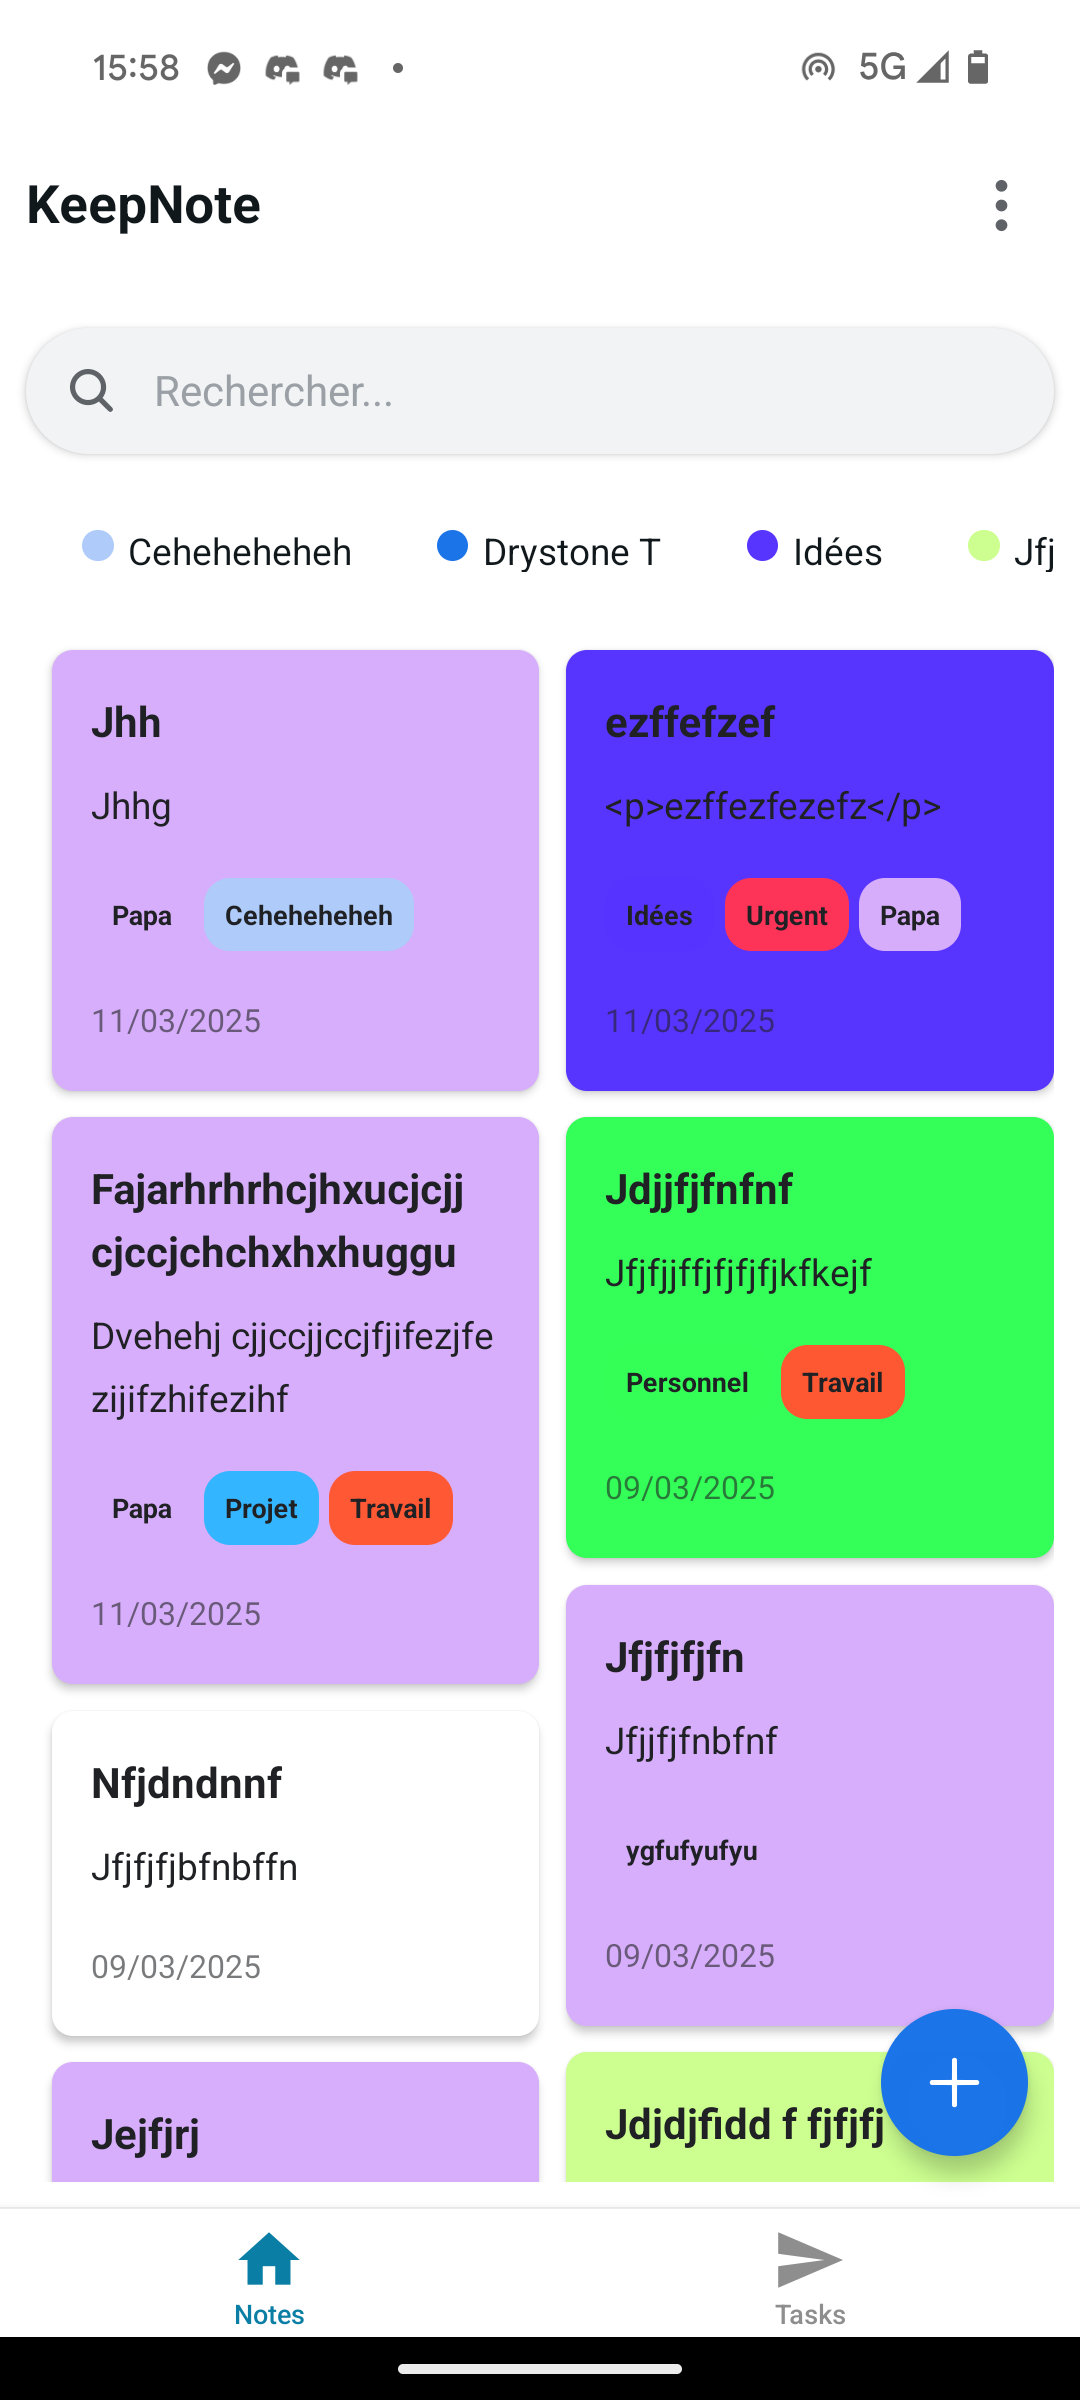 15:58
5G
KeepNote
Rechercher...
Ceheheheheh
Drystone T
Idées
Jfj
Jhh
Jhhg
Papa
Ceheheheheh
11/03/2025
ezffefzef
<p>ezffezfezefz</p>
Idées
Urgent
Papa
11/03/2025
Fajarhrhrhcjhxucjcjj
cjccjchchxhxhuggu
Dvehehj cjjccjjccjfjifezjfe
zijifzhifezihf
Papa
Projet
Travail
11/03/2025
Jdjjfjfnfnf
Jfjfjjffjfjfjfjkfkejf
Personnel
Travail
09/03/2025
Nfjdndnnf
Jfjfjfjbfnbffn
09/03/2025
Jfjfjfjfn
Jfjjfjfnbfnf
ygfufyufyu
09/03/2025
Jejfjrj
Jdjdjfidd f fjfjfj
Notes
Tasks